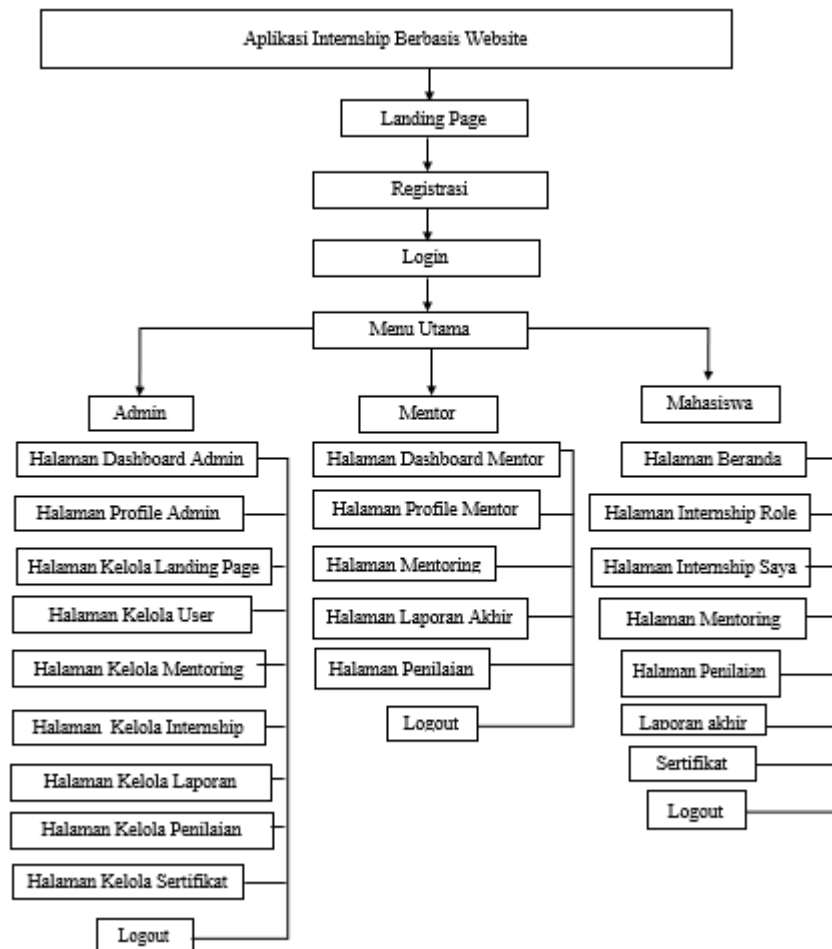 Aplikasi Internship Berbasis Website
Landing Page
Registrasi
Login
Menu Utama
Admin
Halaman Dashboard Admin
Halaman Profile Admin
Halaman Kelola Landing Page
Halaman Kelola User
Halaman Kelola Mentoring
Halaman Kelola Internship
Halaman Kelola Laporan
Halaman Kelola Penilaian
Halaman Kelola Sertifikat
Logout
Mentor
Halaman Dashboard Mentor
Halaman Profile Mentor
Halaman Mentoring
Halaman Laporan Akhir
Halaman Penilaian
Logout
Mahasiswa
Halaman Beranda
Halaman Internship Role
Halaman Internship Saya
Halaman Mentoring
Halaman Penilaian
Laporan akhir
Sertifikat
Logout